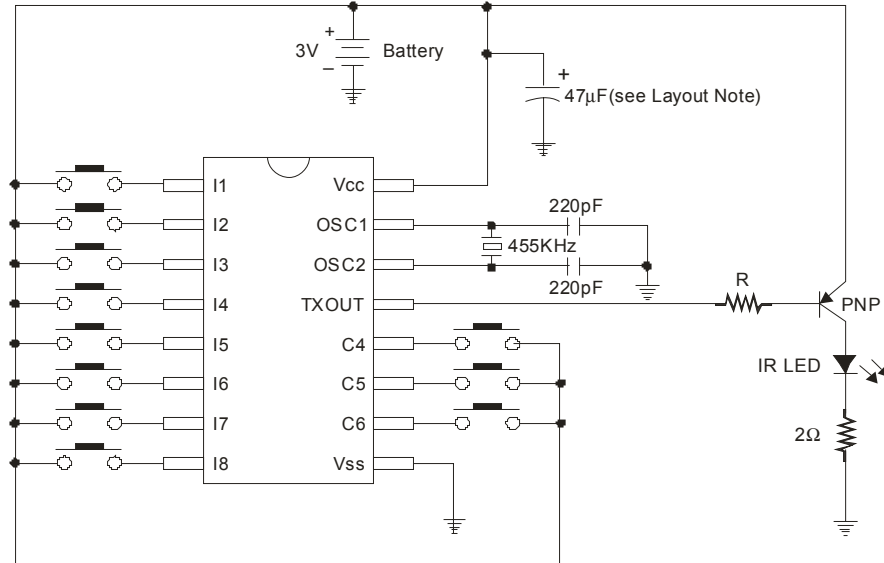 +
3V
Battery
−
+
47μF(see Layout Note)
I1
Vcc
220pF
I2
OSC1
455KHz
I3
OSC2
220pF
R
I4
TXOUT
PNP
I5
C4
IR LED
I6
C5
I7
C6
2Ω
I8
Vss